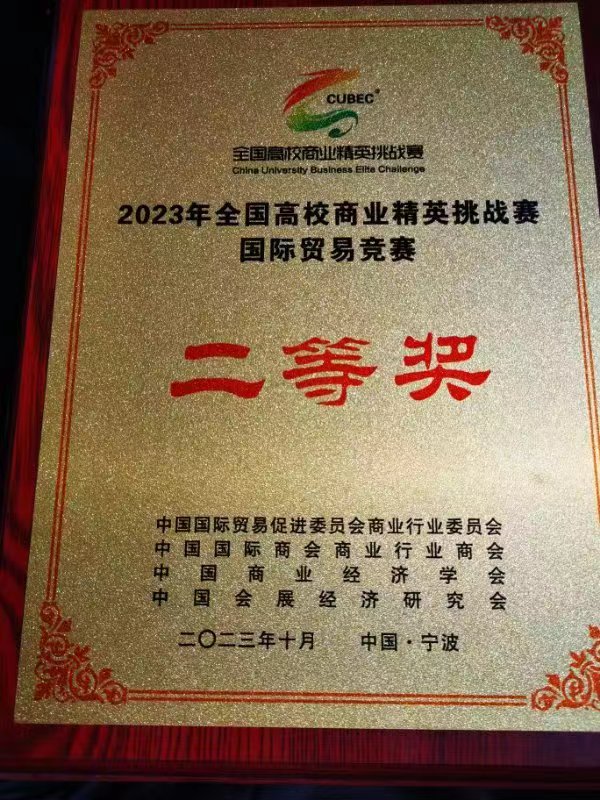 CUBEC®
全国高校商业精英挑战赛
China University Business Elite Challenge
2023年全国高校商业精英挑战赛
国际贸易竞赛
二等奖
中国国际贸易促进委员会商业行业委员会
中国国际商会商业行业商会
中国商业经济学会
中国会展经济研究会
二〇二三年十月 中国·宁波